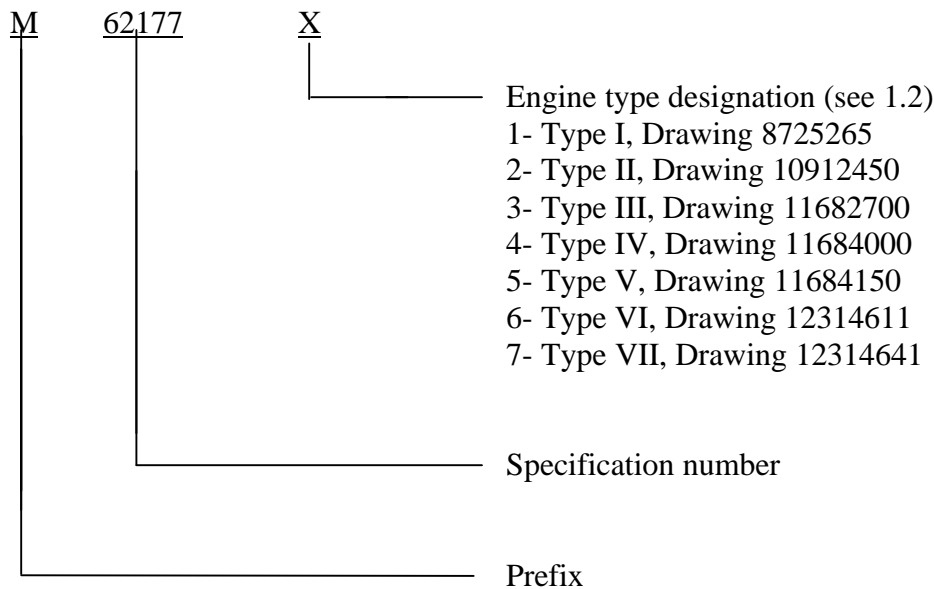 M 62177 X
Engine type designation (see 1.2)
1- Type I, Drawing 8725265
2- Type II, Drawing 10912450
3- Type III, Drawing 11682700
4- Type IV, Drawing 11684000
5- Type V, Drawing 11684150
6- Type VI, Drawing 12314611
7- Type VII, Drawing 12314641
Specification number
Prefix